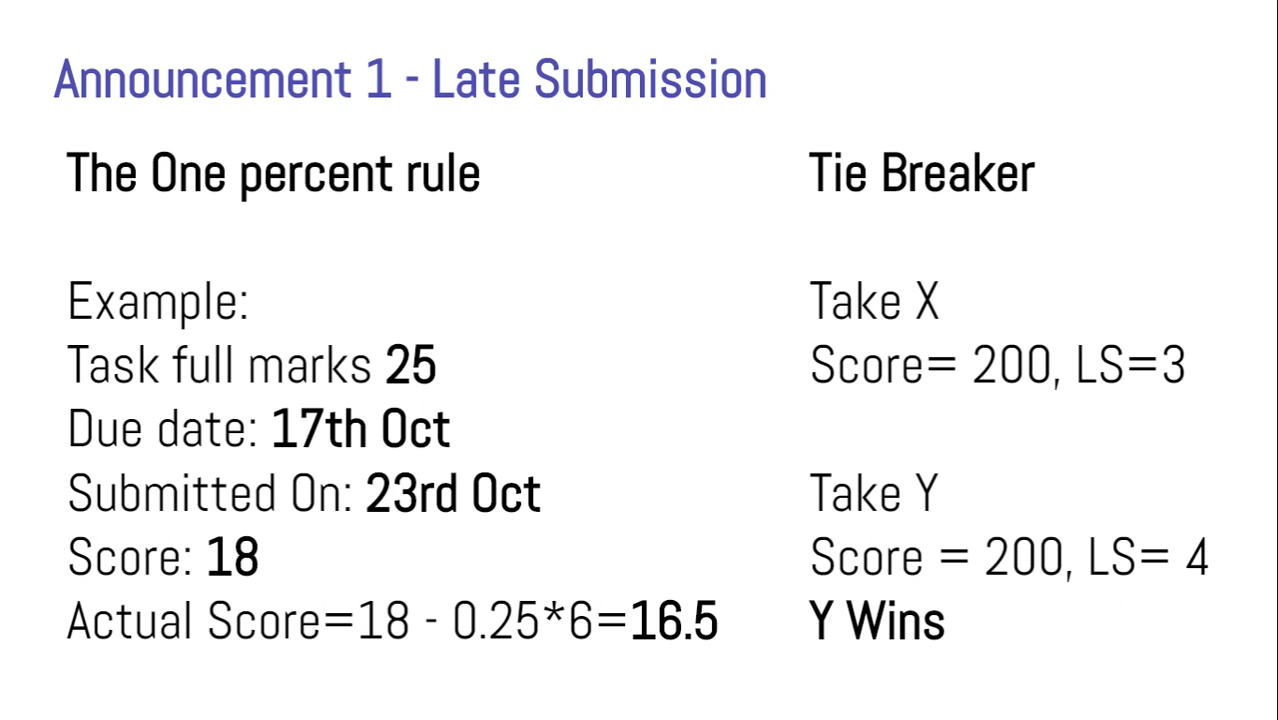 Announcement 1 - Late Submission
The One percent rule
Example:
Task full marks 25
Due date: 17th Oct
Submitted On: 23rd Oct
Score: 18
Actual Score=18 - 0.25*6=16.5
Tie Breaker
Take X
Score= 200, LS=3
Take Y
Score = 200, LS= 4
Y Wins